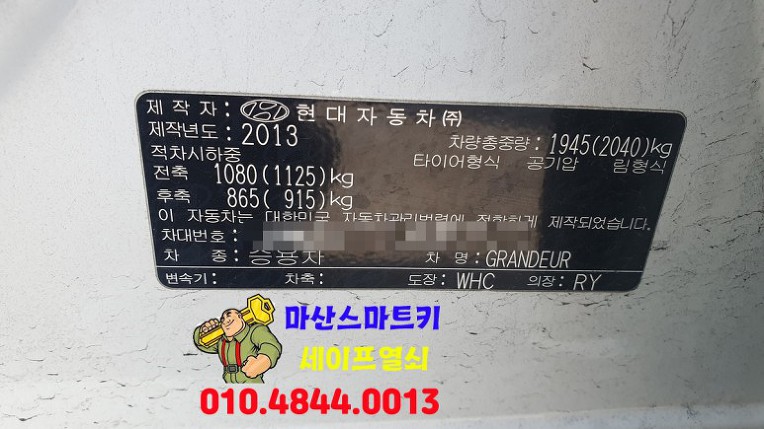 제 작 자 : 현 대 자 동 차 ㈜
제작년도 : 2013
차량총중량 : 1945(2040)kg
적차시하중
타이어형식 공기압 림형식
전축 1080(1125)kg
후축 865( 915)kg
이 자동차는 대한민국 자동차관리법령에 적합하게 제작되었습니다.
차대번호 :
차 종 : 승용차 차 명 : GRANDEUR
변속기 : 차축 : 도장 : WHC 의장 : RY
마산스마트키
세이프열쇠
010.4844.0013